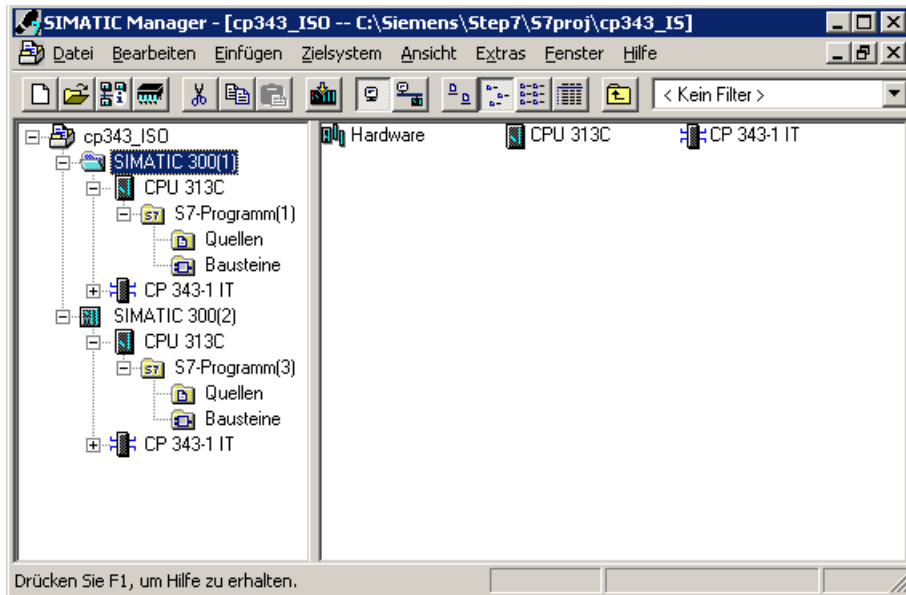 SIMATIC Manager - [cp343_ISO -- C:\Siemens\Step7\S7proj\cp343_IS]
Datei Bearbeiten Einfügen Zielsystem Ansicht Extras Fenster Hilfe
< Kein Filter >
cp343_ISO
SIMATIC 300(1)
CPU 313C
S7-Programm(1)
Quellen
Bausteine
CP 343-1 IT
SIMATIC 300(2)
CPU 313C
S7-Programm(3)
Quellen
Bausteine
CP 343-1 IT
Hardware CPU 313C CP 343-1 IT
Drücken Sie F1, um Hilfe zu erhalten.